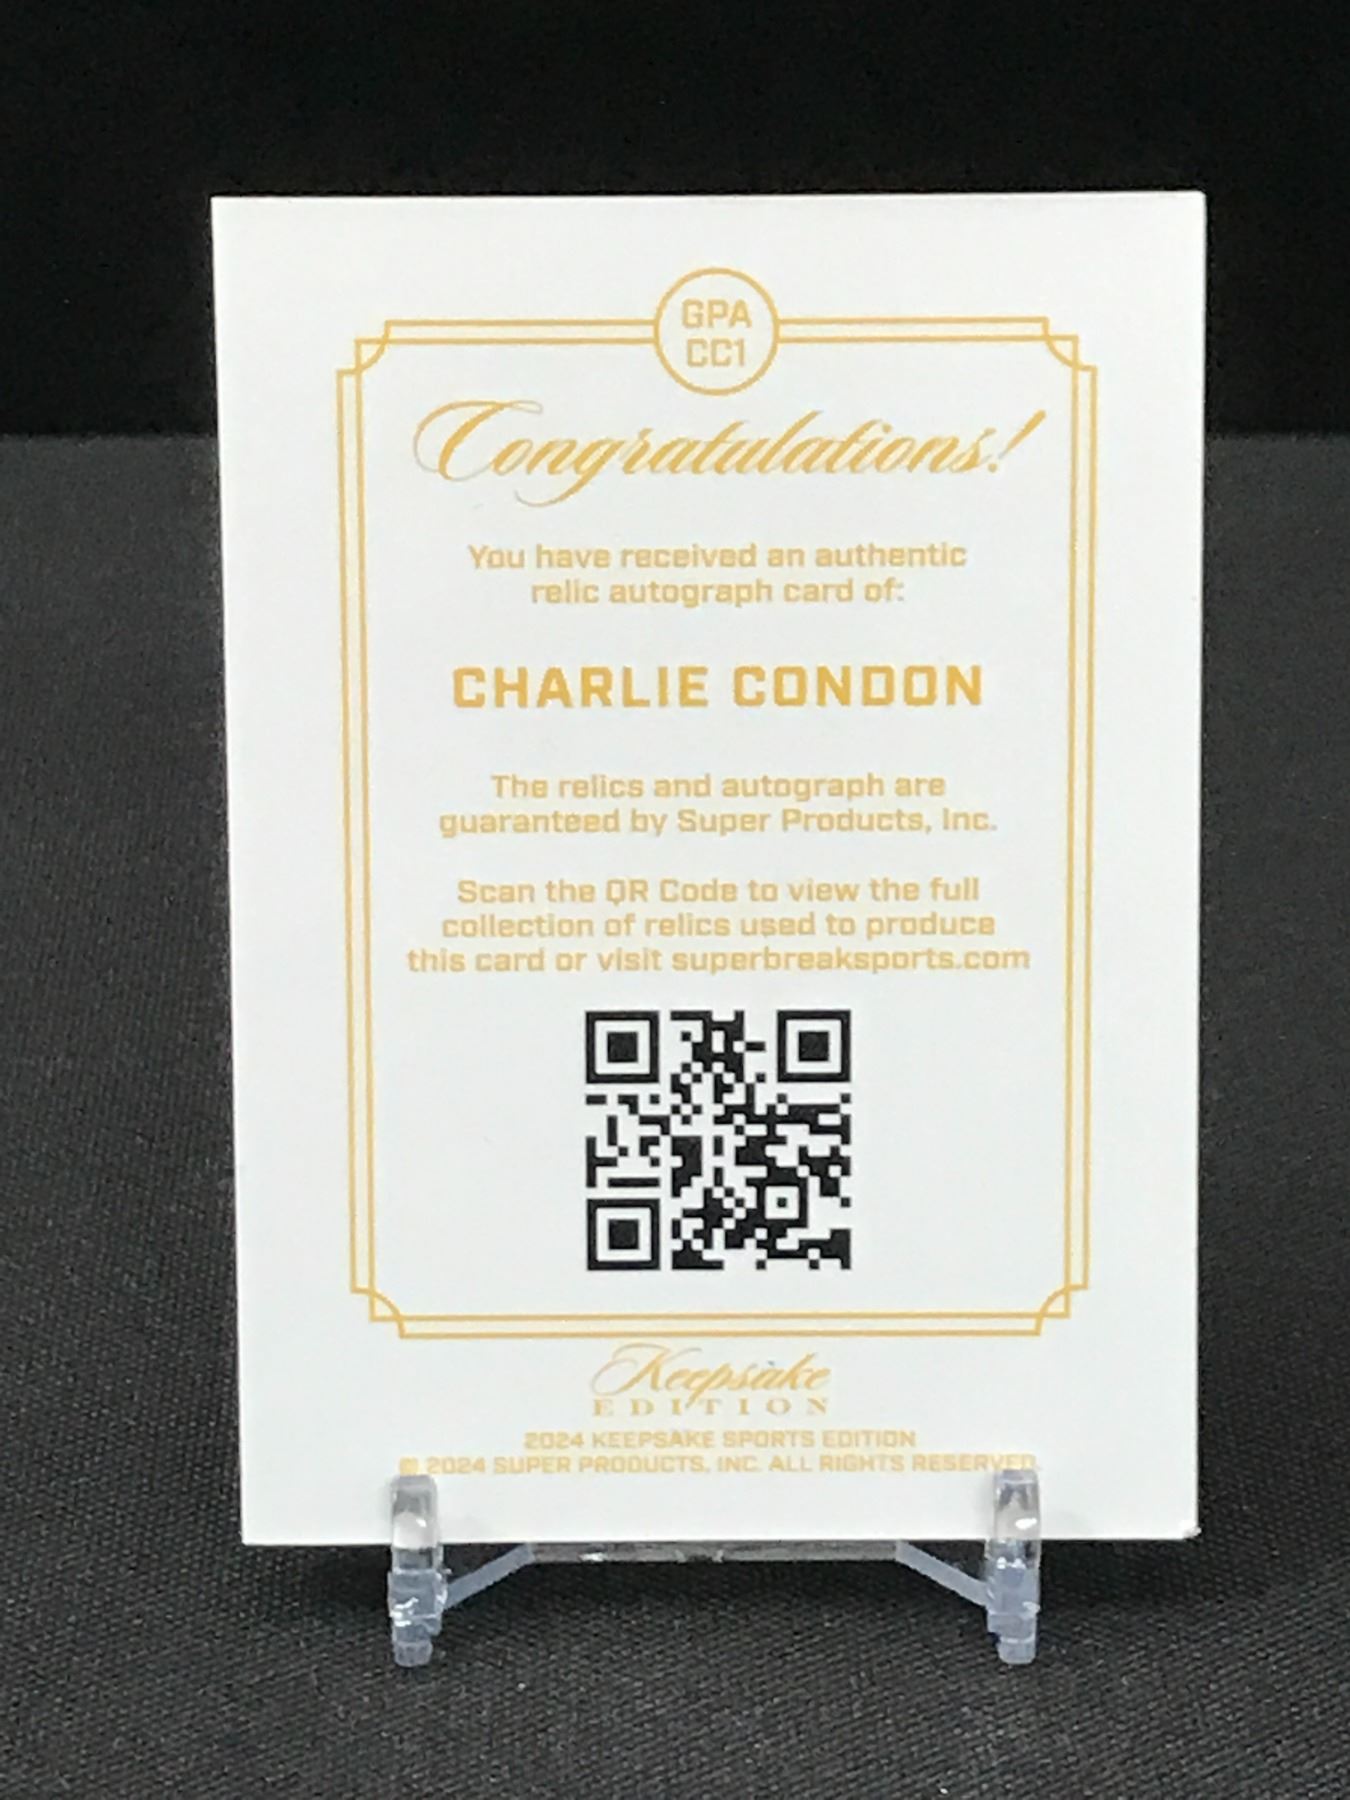 GPA
CC1
Congratulations!
You have received an authentic
relic autograph card of:
CHARLIE CONDON
The relics and autograph are
guaranteed by Super Products, Inc.
Scan the QR Code to view the full
collection of relics used to produce
this card or visit superbreaksports.com
Keepsake
EDITION
2024 KEEPSAKE SPORTS EDITION
© 2024 SUPER PRODUCTS, INC. ALL RIGHTS RESERVED.